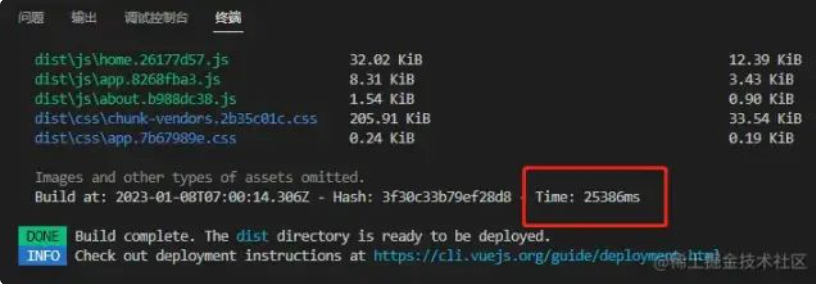 问题 输出 调试控制台 终端
dist\js\home.26177d57.js 32.02 KiB 12.39 KiB
dist\js\app.8268fba3.js 8.31 KiB 3.43 KiB
dist\js\about.b988dc38.js 1.54 KiB 0.90 KiB
dist\css\chunk-vendors.2b35c01c.css 205.91 KiB 33.54 KiB
dist\css\app.7b67989e.css 0.24 KiB 0.19 KiB
Images and other types of assets omitted.
Build at: 2023-01-08T07:00:14.306Z - Hash: 3f30c33b79ef28d8 - Time: 25386ms
DONE Build complete. The dist directory is ready to be deployed.
INFO Check out deployment instructions at https://cli.vuejs.org/guide/deployment.html
@稀土掘金技术社区